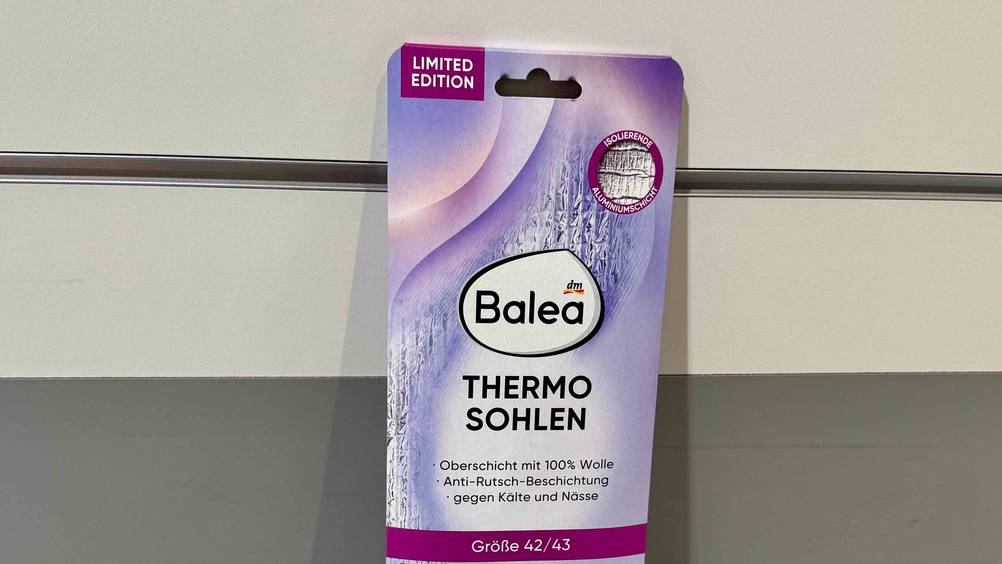 LIMITED
EDITION
ISOLIERENDE
ALUMINIUMSCHICHT
dm
Balea
THERMO
SOHLEN
· Oberschicht mit 100% Wolle
· Anti-Rutsch-Beschichtung
· gegen Kälte und Nässe
Größe 42/43